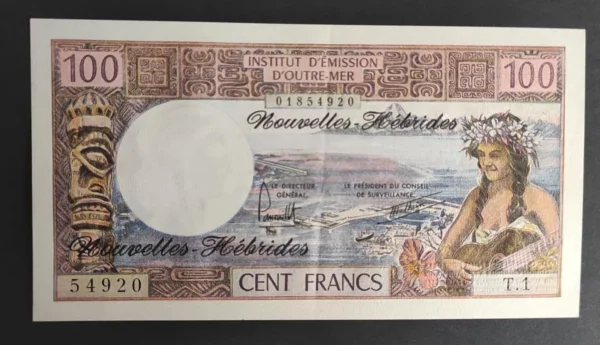 100
INSTITUT D'ÉMISSION
D'OUTRE-MER
100
01854920
Nouvelles-Hébrides
LE DIRECTEUR
GÉNÉRAL,
LE PRÉSIDENT DU CONSEIL
DE SURVEILLANCE,
Nouvelles-Hébrides
54920
CENT FRANCS
T.1